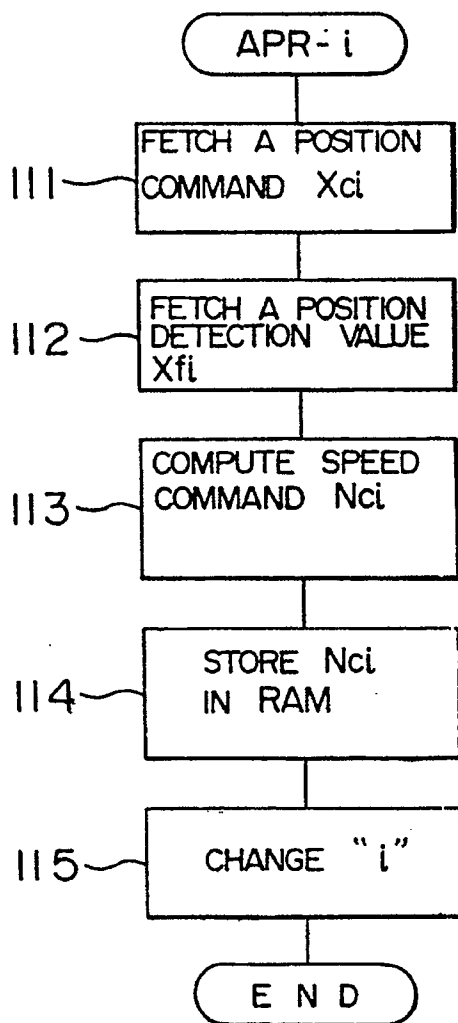 APR-i
111
FETCH A POSITION
COMMAND Xci
112
FETCH A POSITION
DETECTION VALUE
Xfi
113
COMPUTE SPEED
COMMAND Nci
114
STORE Nci
IN RAM
115
CHANGE "i"
END